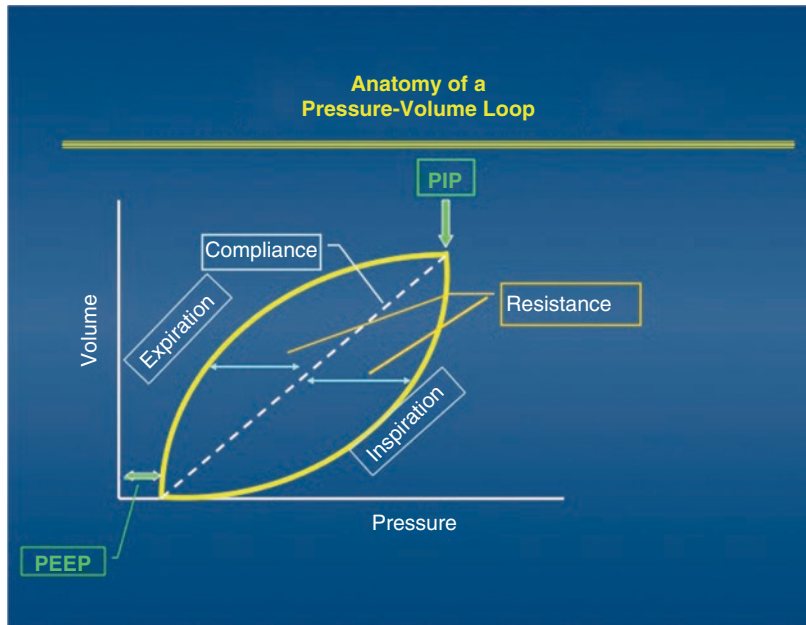 Anatomy of a
Pressure-Volume Loop
PIP
Compliance
Resistance
Expiration
Volume
Inspiration
Pressure
PEEP